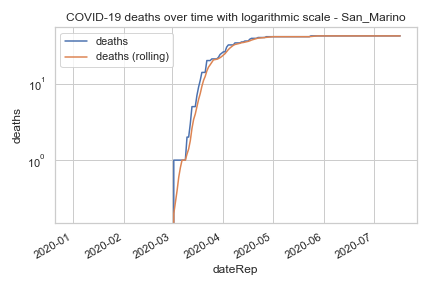 COVID-19 deaths over time with logarithmic scale - San_Marino
deaths
deaths (rolling)
10¹
10⁰
deaths
2020-01
2020-02
2020-03
2020-04
2020-05
2020-06
2020-07
dateRep